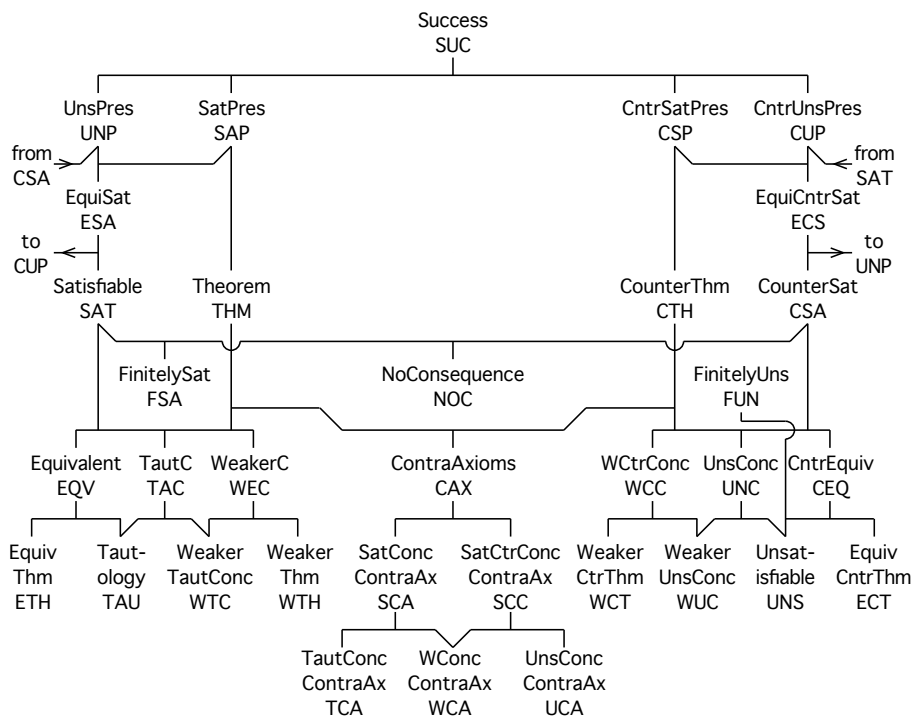 Success
SUC
UnsPres
UNP
SatPres
SAP
CntrSatPres
CSP
CntrUnsPres
CUP
from
CSA
from
SAT
EquiSat
ESA
EquiCntrSat
ECS
to
CUP
to
UNP
Satisfiable
SAT
Theorem
THM
CounterThm
CTH
CounterSat
CSA
FinitelySat
FSA
NoConsequence
NOC
FinitelyUns
FUN
Equivalent
EQV
TautC
TAC
WeakerC
WEC
ContraAxioms
CAX
WCtrConc
WCC
UnsConc
UNC
CntrEquiv
CEQ
Equiv
Thm
ETH
Taut-
ology
TAU
Weaker
TautConc
WTC
Weaker
Thm
WTH
SatConc
ContraAx
SCA
SatCtrConc
ContraAx
SCC
Weaker
CtrThm
WCT
Weaker
UnsConc
WUC
Unsat-
isfiable
UNS
Equiv
CntrThm
ECT
TautConc
ContraAx
TCA
WConc
ContraAx
WCA
UnsConc
ContraAx
UCA